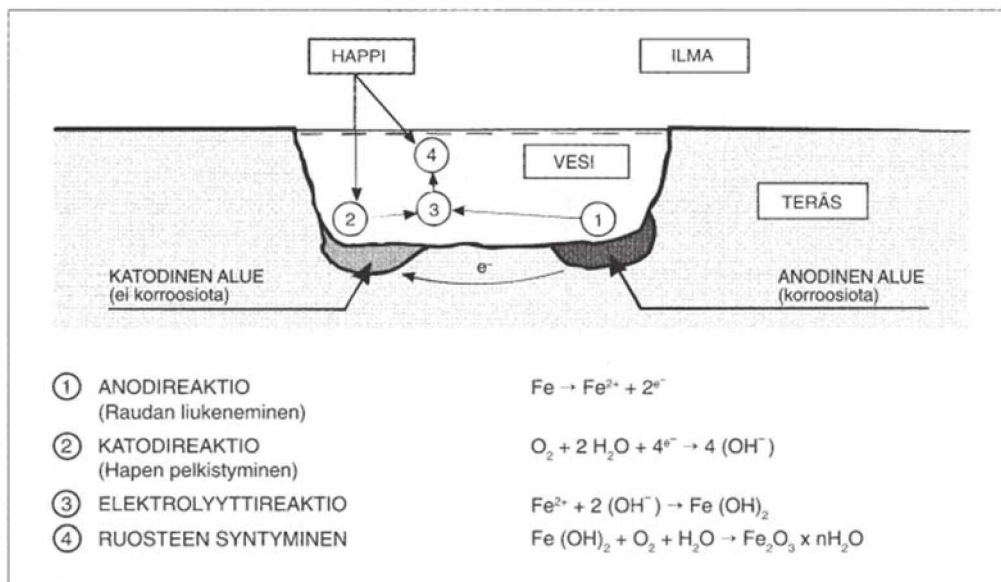 HAPPI
ILMA
4
VESI
2
3
1
TERÄS
e⁻
KATODINEN ALUE
(ei korroosiota)
ANODINEN ALUE
(korroosiota)
1 ANODIREAKTIO Fe → Fe²⁺ + 2ᵉ⁻
(Raudan liukeneminen)
2 KATODIREAKTIO O₂ + 2 H₂O + 4ᵉ⁻ → 4 (OH⁻)
(Hapen pelkistyminen)
3 ELEKTROLYYTTIREAKTIO Fe²⁺ + 2 (OH⁻) → Fe (OH)₂
4 RUOSTEEN SYNTYMINEN Fe (OH)₂ + O₂ + H₂O → Fe₂O₃ x nH₂O